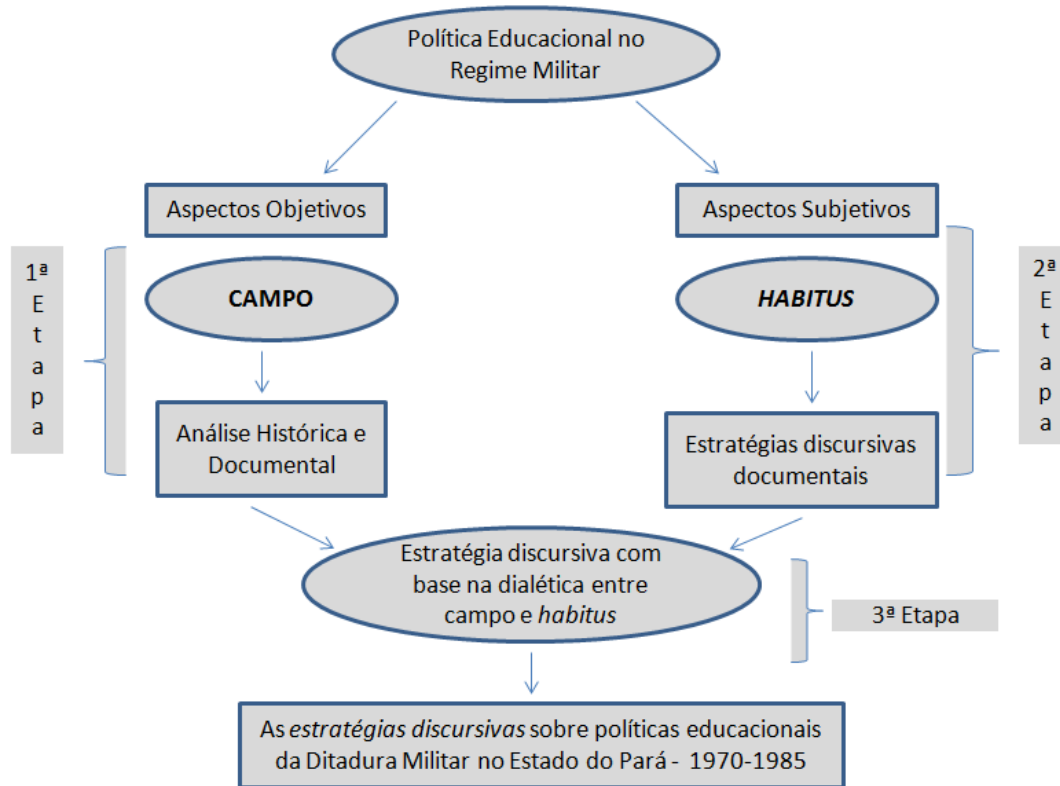 Política Educacional no
Regime Militar
Aspectos Objetivos
Aspectos Subjetivos
1ª
E
t
a
p
a
CAMPO
HABITUS
2ª
E
t
a
p
a
Análise Histórica e
Documental
Estratégias discursivas
documentais
Estratégia discursiva com
base na dialética entre
campo e habitus
3ª Etapa
As estratégias discursivas sobre políticas educacionais
da Ditadura Militar no Estado do Pará - 1970-1985